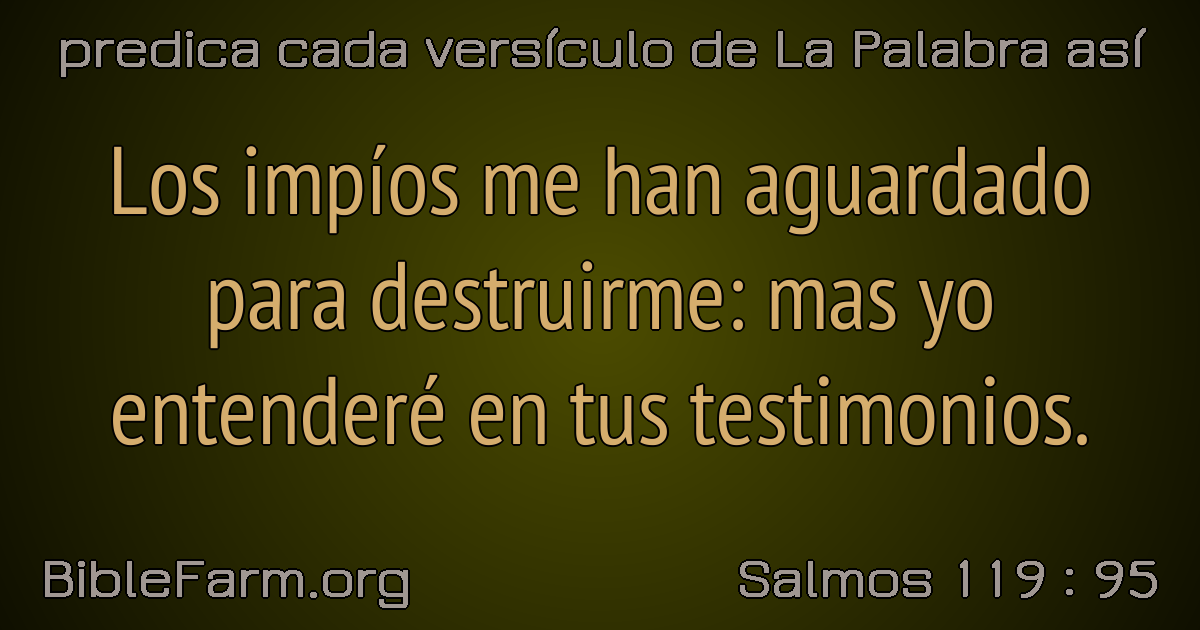 predica cada versículo de La Palabra así
Los impíos me han aguardado
para destruirme: mas yo
entenderé en tus testimonios.
BibleFarm.org
Salmos 119 : 95